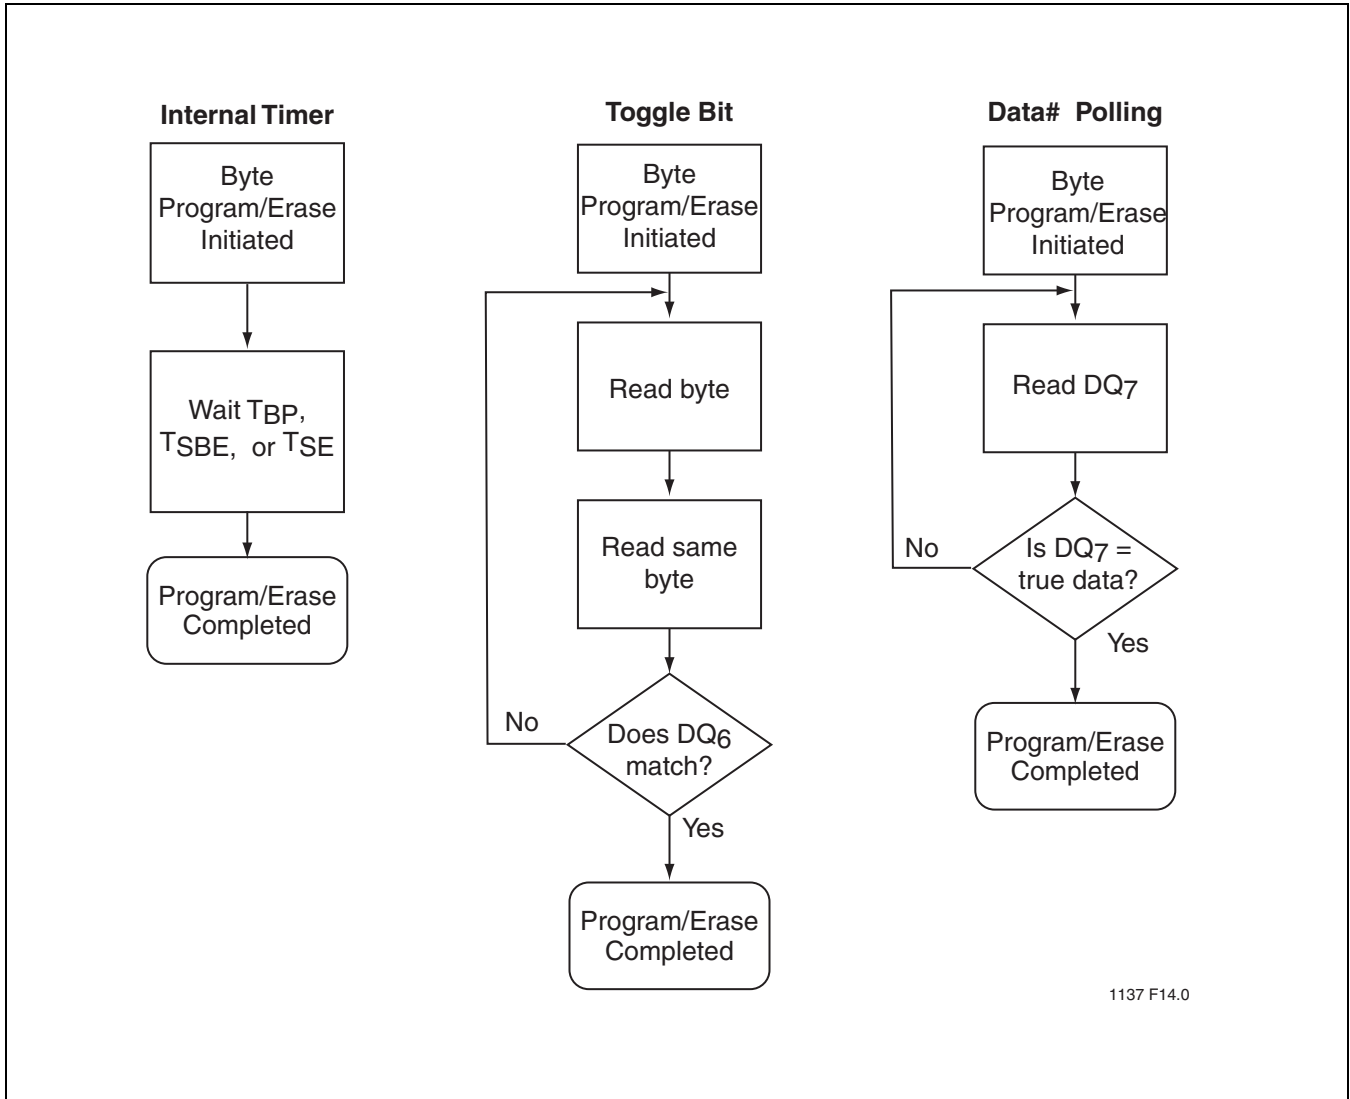 Internal Timer
Byte
Program/Erase
Initiated
Wait TBP,
TSBE, or TSE
Program/Erase
Completed
Toggle Bit
Byte
Program/Erase
Initiated
Read byte
Read same
byte
Does DQ6
match?
No
Yes
Program/Erase
Completed
Data# Polling
Byte
Program/Erase
Initiated
Read DQ7
Is DQ7 =
true data?
No
Yes
Program/Erase
Completed
1137 F14.0